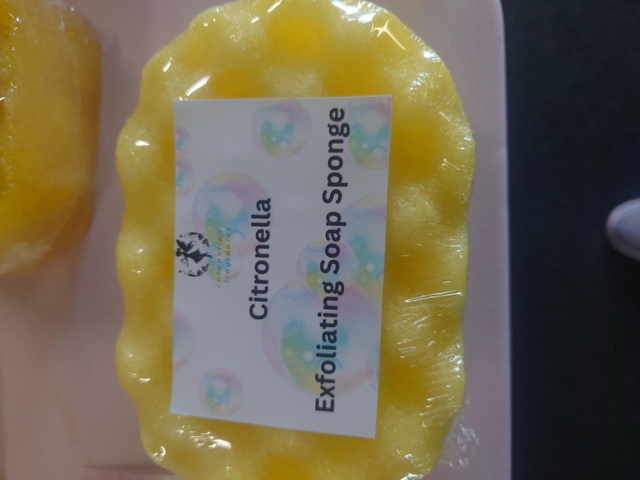 Citronella
Exfoliating Soap Sponge